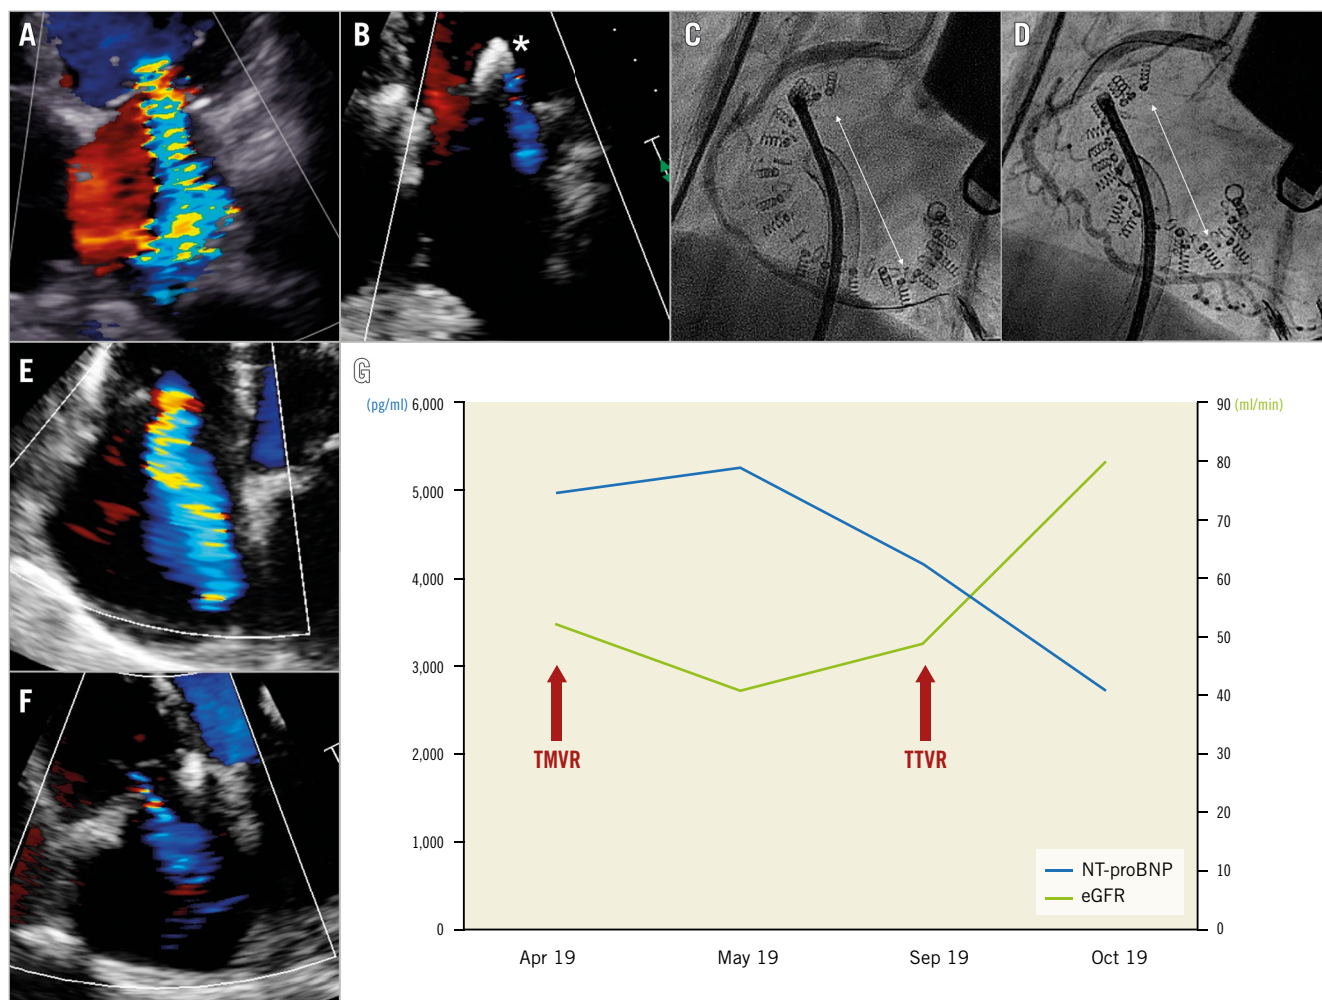 A
B
*
C
D
E
F
G
(pg/ml) 6,000
5,000
4,000
3,000
2,000
1,000
0
90 (ml/min)
80
70
60
50
40
30
20
10
0
TMVR
TTVR
NT-proBNP
eGFR
Apr 19
May 19
Sep 19
Oct 19